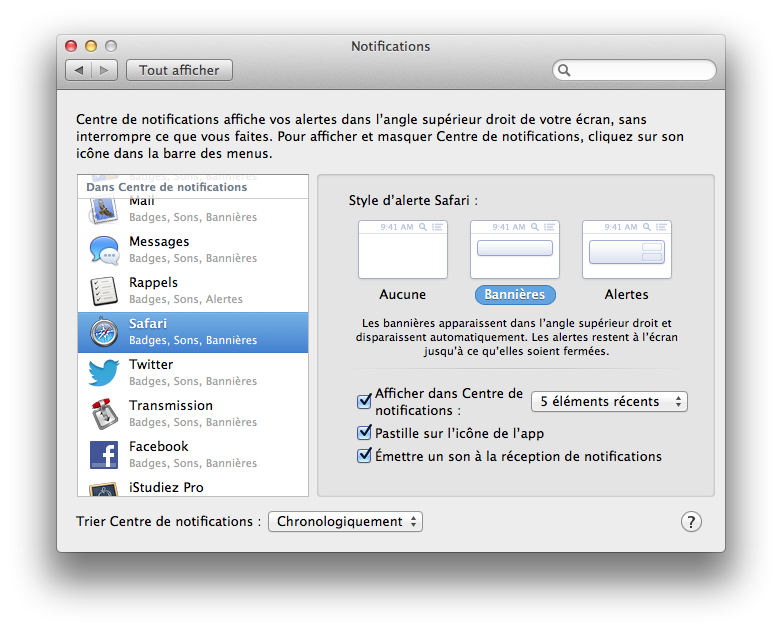 Notifications
Tout afficher
Centre de notifications affiche vos alertes dans l'angle supérieur droit de votre écran, sans
interrompre ce que vous faites. Pour afficher et masquer Centre de notifications, cliquez sur son
icône dans la barre des menus.
Badges, Sons, Bannières
Dans Centre de notifications
Mail
Badges, Sons, Bannières
Messages
Badges, Sons, Bannières
Rappels
Badges, Sons, Alertes
Safari
Badges, Sons, Bannières
Twitter
Badges, Sons, Bannières
Transmission
Badges, Sons, Bannières
Facebook
Badges, Sons, Bannières
iStudiez Pro
Style d'alerte Safari :
9:41 AM
9:41 AM
9:41 AM
Aucune
Bannières
Alertes
Les bannières apparaissent dans l'angle supérieur droit et
disparaissent automatiquement. Les alertes restent à l'écran
jusqu'à ce qu'elles soient fermées.
Afficher dans Centre de
notifications :
5 éléments récents
Pastille sur l'icône de l'app
Émettre un son à la réception de notifications
Trier Centre de notifications :
Chronologiquement
?